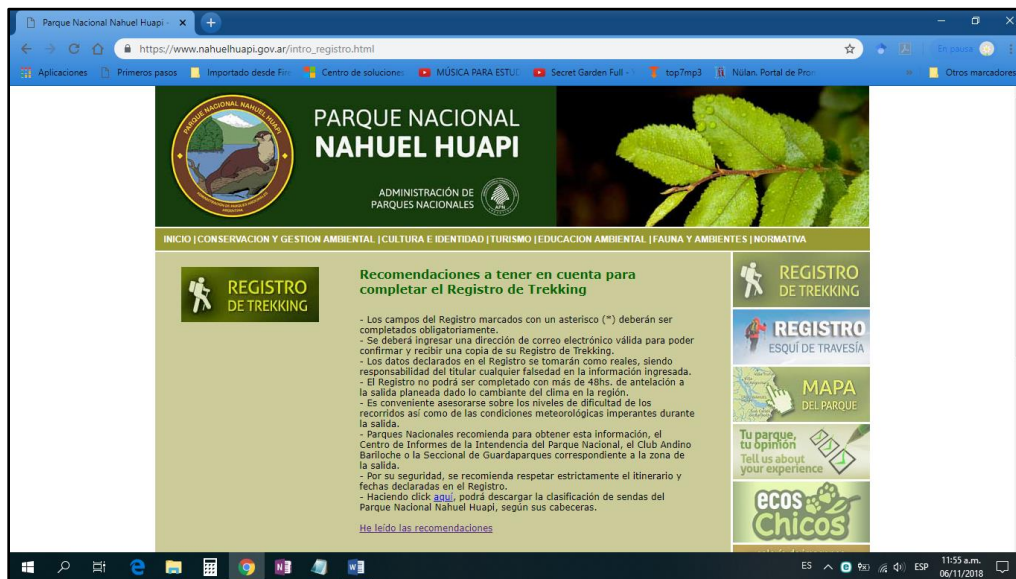 Parque Nacional Nahuel Huapi -
https://www.nahuelhuapi.gov.ar/intro_registro.html
En pausa
Aplicaciones
Primeros pasos
Importado desde Fire
Centro de soluciones
MÚSICA PARA ESTUD
Secret Garden Full -
top7mp3
Nülan. Portal de Pro
»
Otros marcadores
PARQUE NACIONAL NAHUEL HUAPI
PARQUE NACIONAL
NAHUEL HUAPI
ADMINISTRACIÓN DE
PARQUES NACIONALES
APN
INICIO | CONSERVACION Y GESTION AMBIENTAL | CULTURA E IDENTIDAD | TURISMO | EDUCACION AMBIENTAL | FAUNA Y AMBIENTES | NORMATIVA
REGISTRO
DE TREKKING
Recomendaciones a tener en cuenta para
completar el Registro de Trekking
- Los campos del Registro marcados con un asterisco (*) deberán ser
completados obligatoriamente.
- Se deberá ingresar una dirección de correo electrónico válida para poder
confirmar y recibir una copia de su Registro de Trekking.
- Los datos declarados en el Registro se tomarán como reales, siendo
responsabilidad del titular cualquier falsedad en la información ingresada.
- El Registro no podrá ser completado con más de 48hs. de antelación a
la salida planeada dado lo cambiante del clima en la región.
- Es conveniente asesorarse sobre los niveles de dificultad de los
recorridos así como de las condiciones meteorológicas imperantes durante
la salida.
- Parques Nacionales recomienda para obtener esta información, el
Centro de Informes de la Intendencia del Parque Nacional, el Club Andino
Bariloche o la Seccional de Guardaparques correspondiente a la zona de
la salida.
- Por su seguridad, se recomienda respetar estrictamente el itinerario y
fechas declaradas en el Registro.
- Haciendo click aquí, podrá descargar la clasificación de sendas del
Parque Nacional Nahuel Huapi, según sus cabeceras.
He leído las recomendaciones
REGISTRO
DE TREKKING
REGISTRO
ESQUÍ DE TRAVESÍA
MAPA
DEL PARQUE
Tu parque,
tu opinión
Tell us about
your experience
ecos
Chicos
ES
ESP
11:55 a.m.
06/11/2018